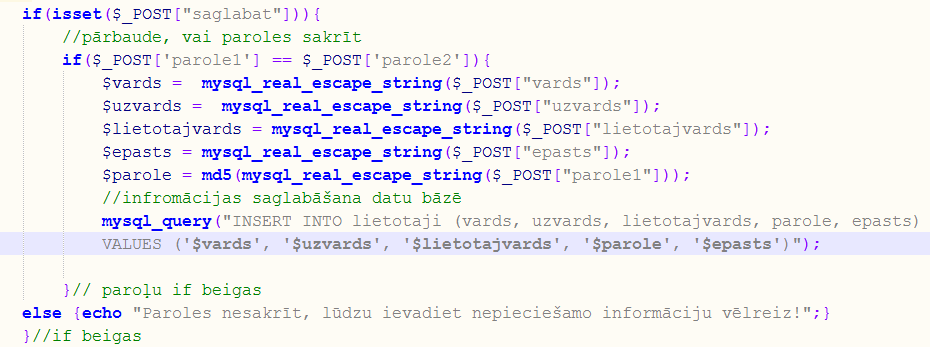 if(isset($_POST["saglabat"])){
//pārbaude, vai paroles sakrīt
if($_POST['parole1'] == $_POST['parole2']){
$vards =  mysql_real_escape_string($_POST["vards"]);
$uzvards =  mysql_real_escape_string($_POST["uzvards"]);
$lietotajvards = mysql_real_escape_string($_POST["lietotajvards"]);
$epasts = mysql_real_escape_string($_POST["epasts"]);
$parole = md5(mysql_real_escape_string($_POST["parole1"]));
//infromācijas saglabāšana datu bāzē
mysql_query("INSERT INTO lietotaji (vards, uzvards, lietotajvards, parole, epasts)
VALUES ('$vards', '$uzvards', '$lietotajvards', '$parole', '$epasts')");
}// paroļu if beigas
else {echo "Paroles nesakrīt, lūdzu ievadiet nepieciešamo informāciju vēlreiz!";}
}//if beigas